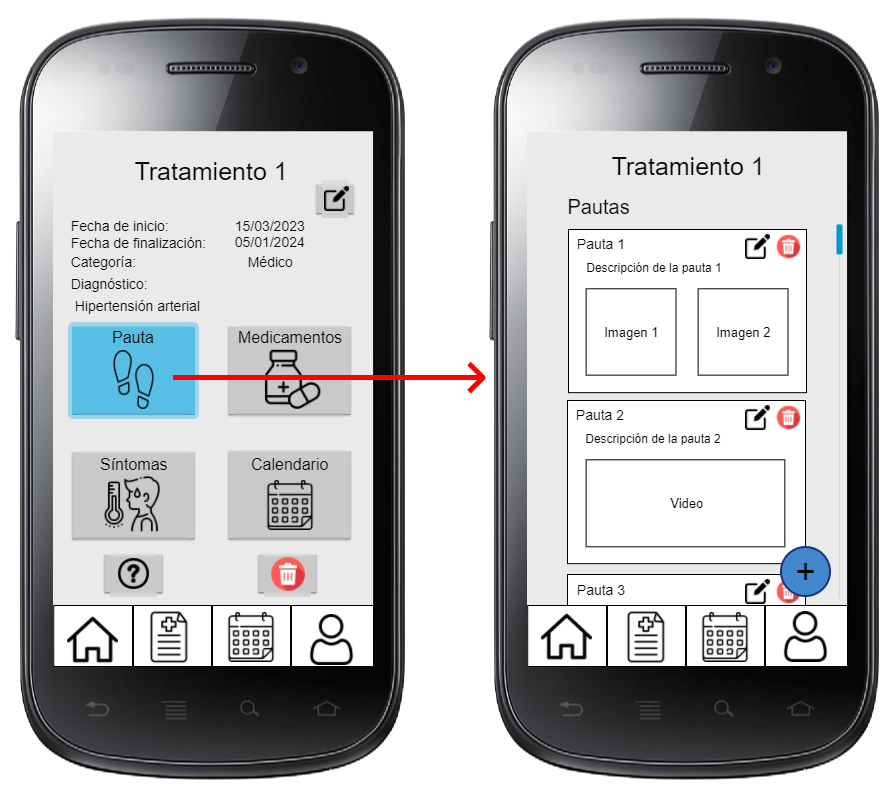 Tratamiento 1
Fecha de inicio: 15/03/2023
Fecha de finalización: 05/01/2024
Categoría: Médico
Diagnóstico:
Hipertensión arterial
Pauta Medicamentos
Síntomas Calendario
?
Tratamiento 1
Pautas
Pauta 1
Descripción de la pauta 1
Imagen 1 Imagen 2
Pauta 2
Descripción de la pauta 2
Video
+
Pauta 3